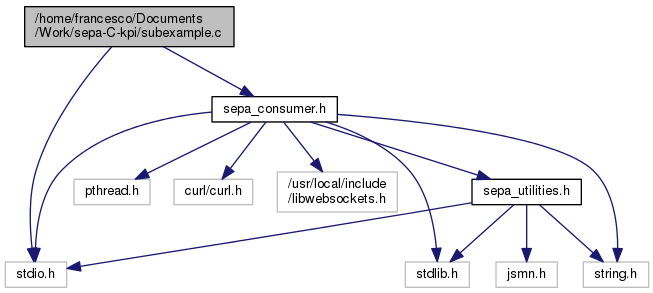 /home/francesco/Documents
/Work/sepa-C-kpi/subexample.c
sepa_consumer.h
pthread.h
curl/curl.h
/usr/local/include
/libwebsockets.h
sepa_utilities.h
stdio.h
stdlib.h
jsmn.h
string.h